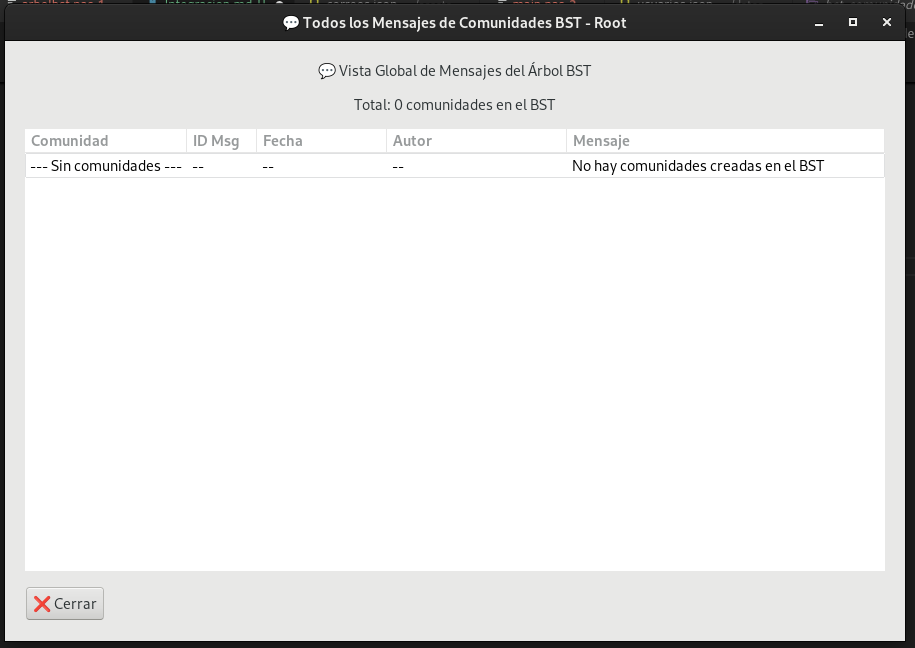 💬 Todos los Mensajes de Comunidades BST - Root
💬 Vista Global de Mensajes del Árbol BST
Total: 0 comunidades en el BST
Comunidad ID Msg Fecha Autor Mensaje
--- Sin comunidades --- -- -- -- No hay comunidades creadas en el BST
❌ Cerrar